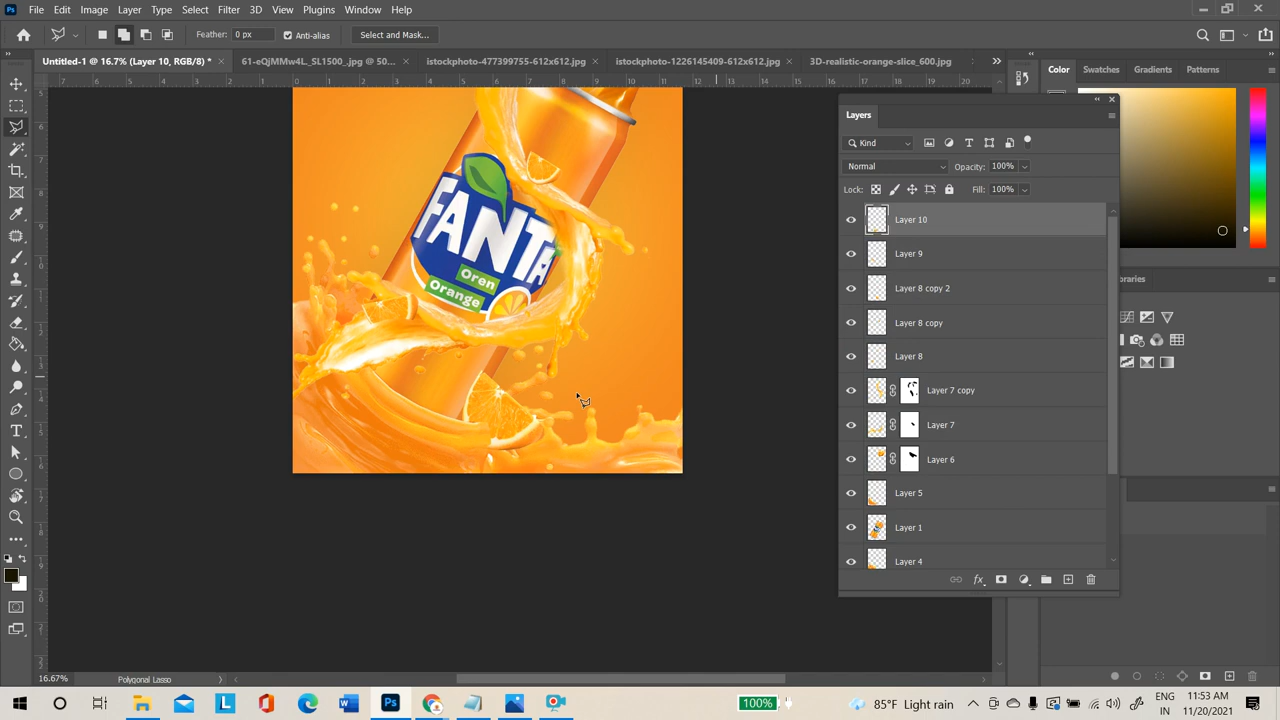 Ps File Edit Image Layer Type Select Filter 3D View Plugins Window Help
Feather: 0 px Anti-alias Select and Mask...
Untitled-1 @ 16.7% (Layer 10, RGB/8) * 61-eQjMMw4L._SL1500_.jpg @ 50... istockphoto-477399755-612x612.jpg istockphoto-1226145409-612x612.jpg 3D-realistic-orange-slice_600.jpg
Color Swatches Gradients Patterns
Layers
Kind
Normal Opacity: 100%
Lock: Fill: 100%
Layer 10
Layer 9
Layer 8 copy 2
Layer 8 copy
Layer 8
Layer 7 copy
Layer 7
Layer 6
Layer 5
Layer 1
Layer 4
fx
ibraries
FANTA
Oren
Orange
16.67% Polygonal Lasso
100% 85°F Light rain ENG 11:53 AM
IN 11/20/2021